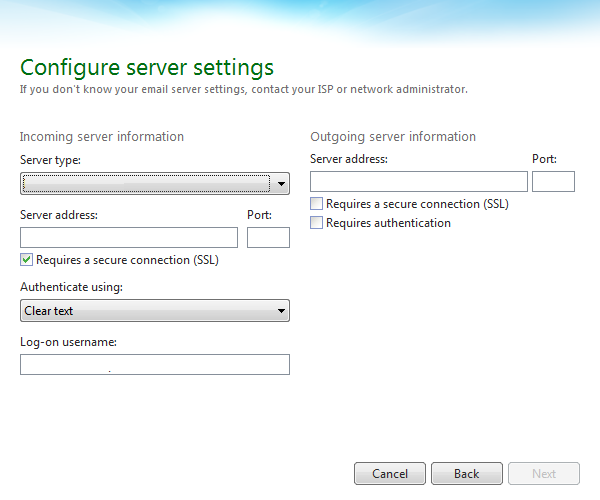 Configure server settings
If you don't know your email server settings, contact your ISP or network administrator.
Incoming server information
Server type:
Server address: Port:
Requires a secure connection (SSL)
Authenticate using:
Clear text
Log-on username:
.
Outgoing server information
Server address: Port:
Requires a secure connection (SSL)
Requires authentication
Cancel Back Next